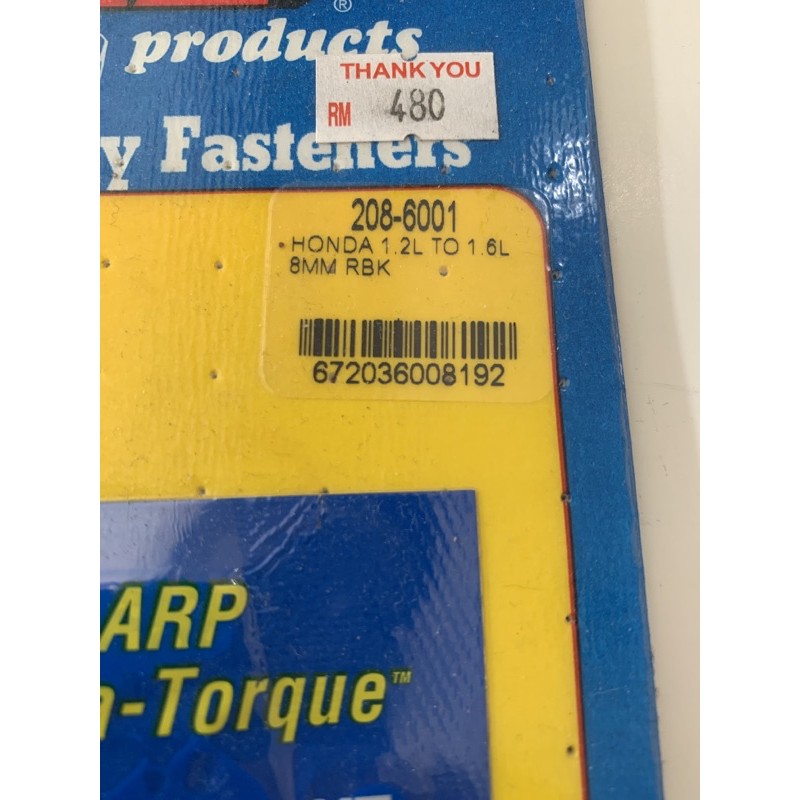 ®
products
THANK YOU
RM 480
y Fasteners
208-6001
HONDA 1.2L TO 1.6L
8MM RBK
672036008192
ARP
a-Torque™